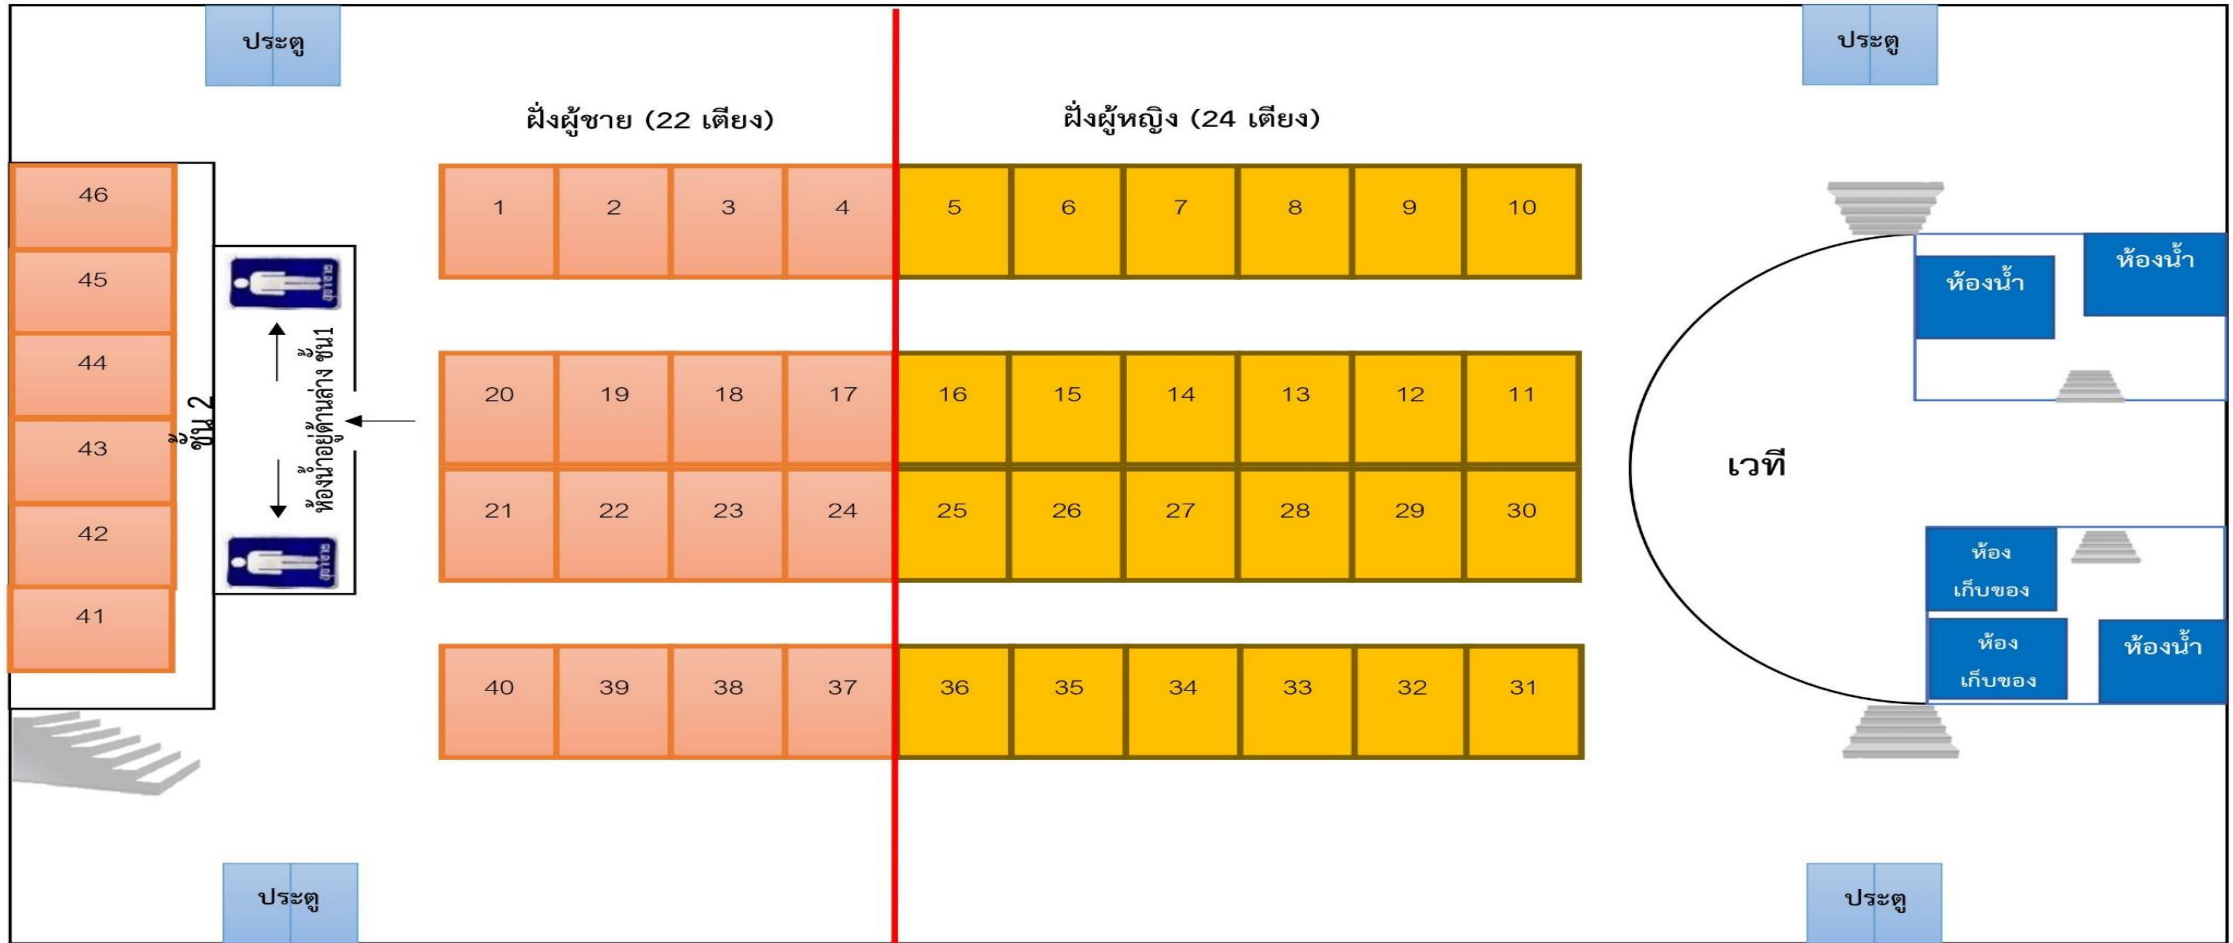 ประตู
ประตู
ฝั่งผู้ชาย (22 เตียง)
ฝั่งผู้หญิง (24 เตียง)
46
45
44
43
42
41
ชั้น 2
ห้องน้ำอยู่ด้านล่าง ชั้น1
1 2 3 4 5 6 7 8 9 10
20 19 18 17 16 15 14 13 12 11
21 22 23 24 25 26 27 28 29 30
40 39 38 37 36 35 34 33 32 31
เวที
ห้องน้ำ
ห้องน้ำ
ห้อง
เก็บของ
ห้อง
เก็บของ
ห้องน้ำ
ประตู
ประตู